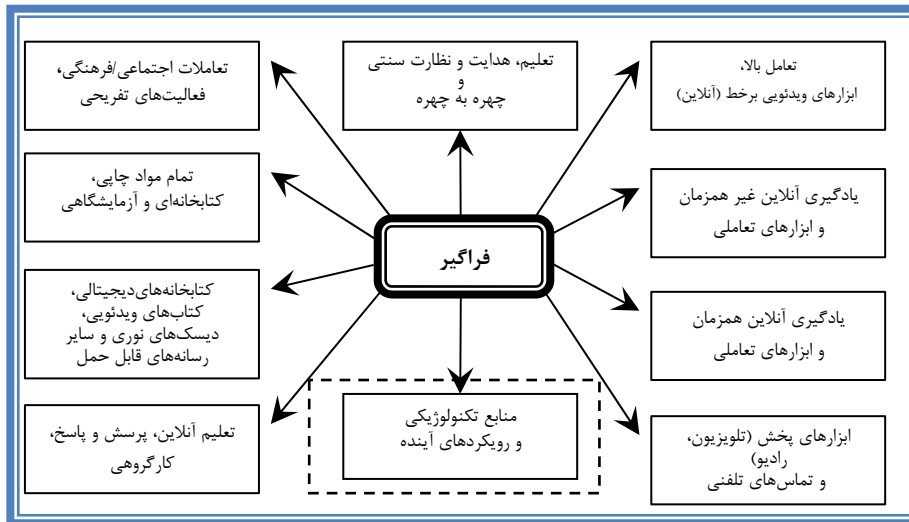 تعامل بالا،
ابزارهای ویدئویی برخط (آنلاین)
تعلیم، هدایت و نظارت سنتی
و
چهره به چهره
تعاملات اجتماعی/فرهنگی،
فعالیت‌های تفریحی
یادگیری آنلاین غیر همزمان
و ابزارهای تعاملی
تمام مواد چاپی،
کتابخانه‌ای و آزمایشگاهی
فراگیر
یادگیری آنلاین همزمان
و ابزارهای تعاملی
کتابخانه‌های‌دیجیتالی،
کتاب‌های ویدئویی،
دیسک‌های نوری و سایر
رسانه‌های قابل حمل
ابزارهای پخش (تلویزیون،
رادیو)
و تماس‌های تلفنی
منابع تکنولوژیکی
و رویکردهای آینده
تعلیم آنلاین، پرسش و پاسخ،
کارگروهی